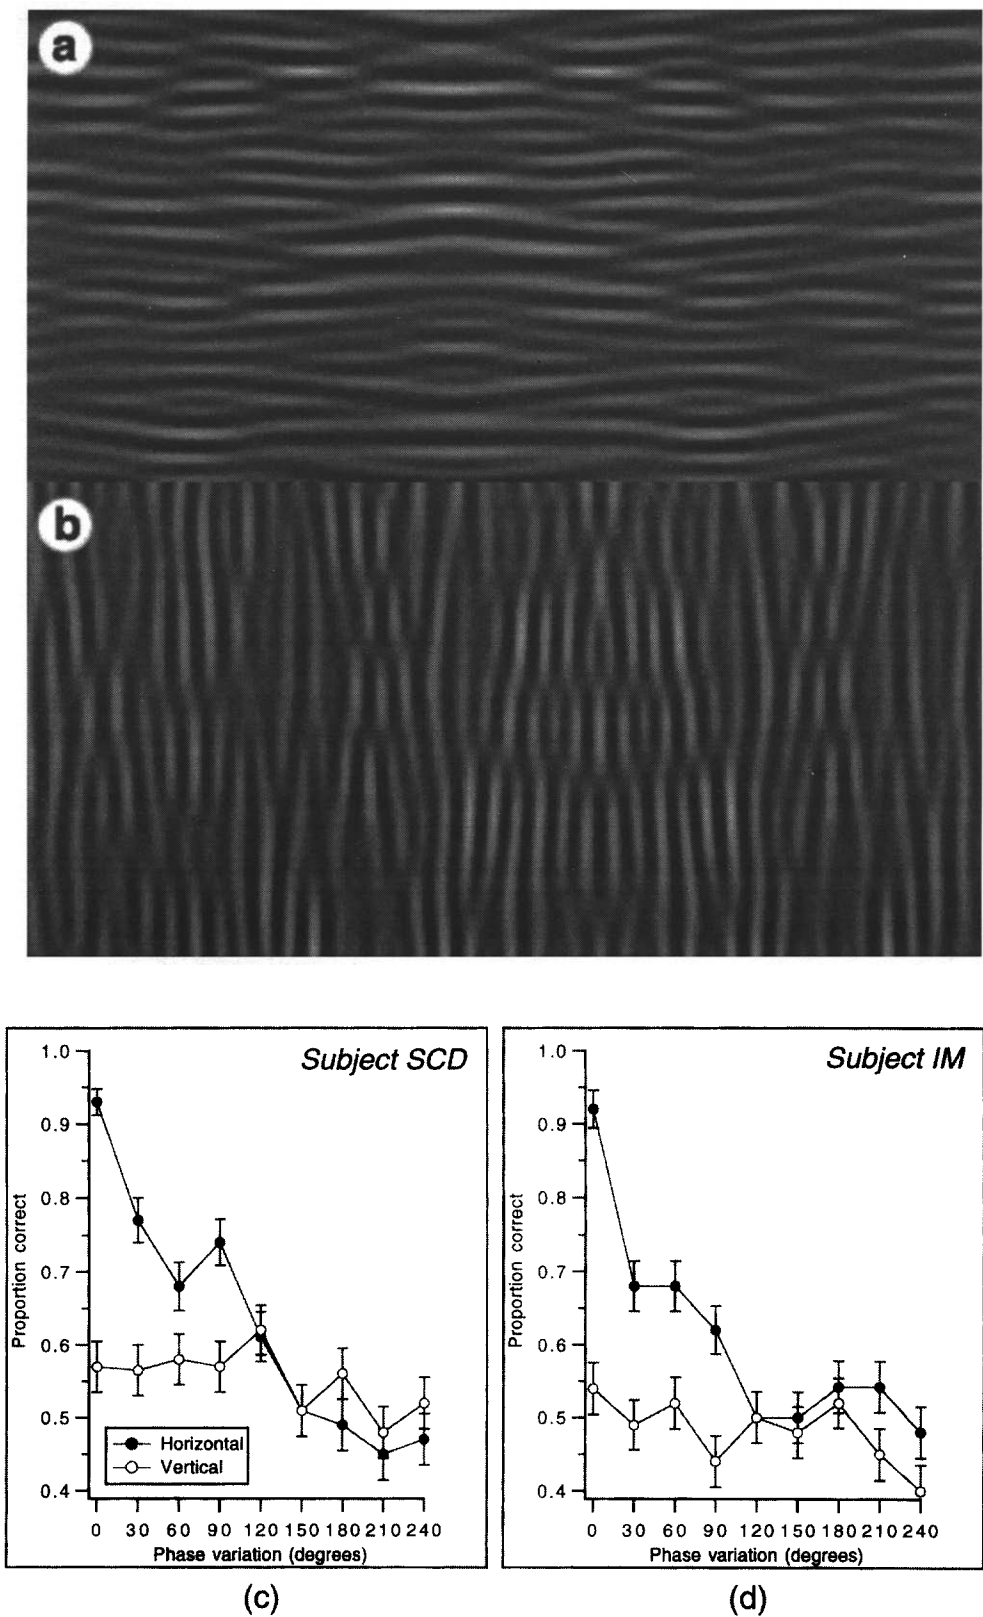 a
b
Subject SCD
1.0
0.9
0.8
0.7
0.6
0.5
0.4
Proportion correct
Horizontal
Vertical
0 30 60 90 120 150 180 210 240
Phase variation (degrees)
(c)
Subject IM
1.0
0.9
0.8
0.7
0.6
0.5
0.4
Proportion correct
0 30 60 90 120 150 180 210 240
Phase variation (degrees)
(d)